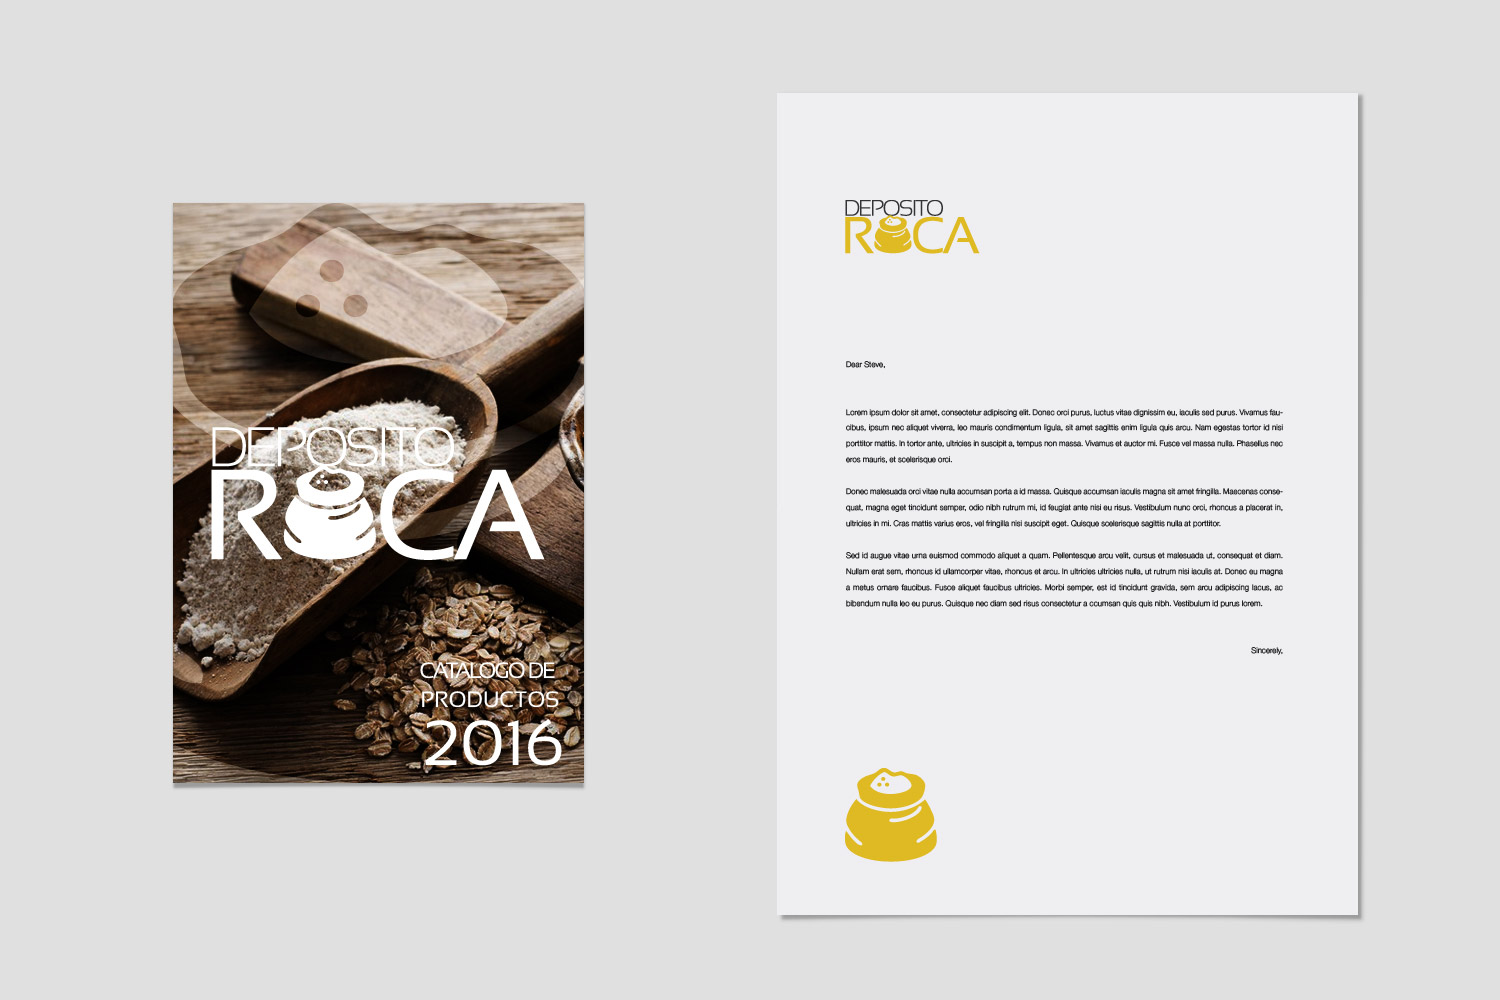 DEPOSITO
ROCA
CATALOGO DE
PRODUCTOS
2016
DEPOSITO
ROCA
Dear Steve,
Lorem ipsum dolor sit amet, consectetur adipiscing elit. Donec orci purus, luctus vitae dignissim eu, iaculis sed purus. Vivamus fau-
cibus, ipsum nec aliquet viverra, leo mauris condimentum ligula, sit amet sagittis enim ligula quis arcu. Nam egestas tortor id nisi
porttitor mattis. In tortor ante, ultricies in suscipit a, tempus non massa. Vivamus et auctor mi. Fusce vel massa nulla. Phasellus nec
eros mauris, et scelerisque orci.
Donec malesuada orci vitae nulla accumsan porta a id massa. Quisque accumsan iaculis magna sit amet fringilla. Maecenas conse-
quat, magna eget tincidunt semper, odio nibh rutrum mi, id feugiat ante nisi eu risus. Vestibulum nunc orci, rhoncus a placerat in,
ultricies in mi. Cras mattis varius eros, vel fringilla nisi suscipit eget. Quisque scelerisque sagittis nulla at porttitor.
Sed id augue vitae urna euismod commodo aliquet a quam. Pellentesque arcu velit, cursus et malesuada ut, consequat et diam.
Nullam erat sem, rhoncus id ullamcorper vitae, rhoncus et arcu. In ultricies ultricies nulla, ut rutrum nisi iaculis at. Donec eu magna
a metus ornare faucibus. Fusce aliquet faucibus ultricies. Morbi semper, est id tincidunt gravida, sem arcu adipiscing lacus, ac
bibendum nulla leo eu purus. Quisque nec diam sed risus consectetur a ccumsan quis quis nibh. Vestibulum id purus lorem.
Sincerely,